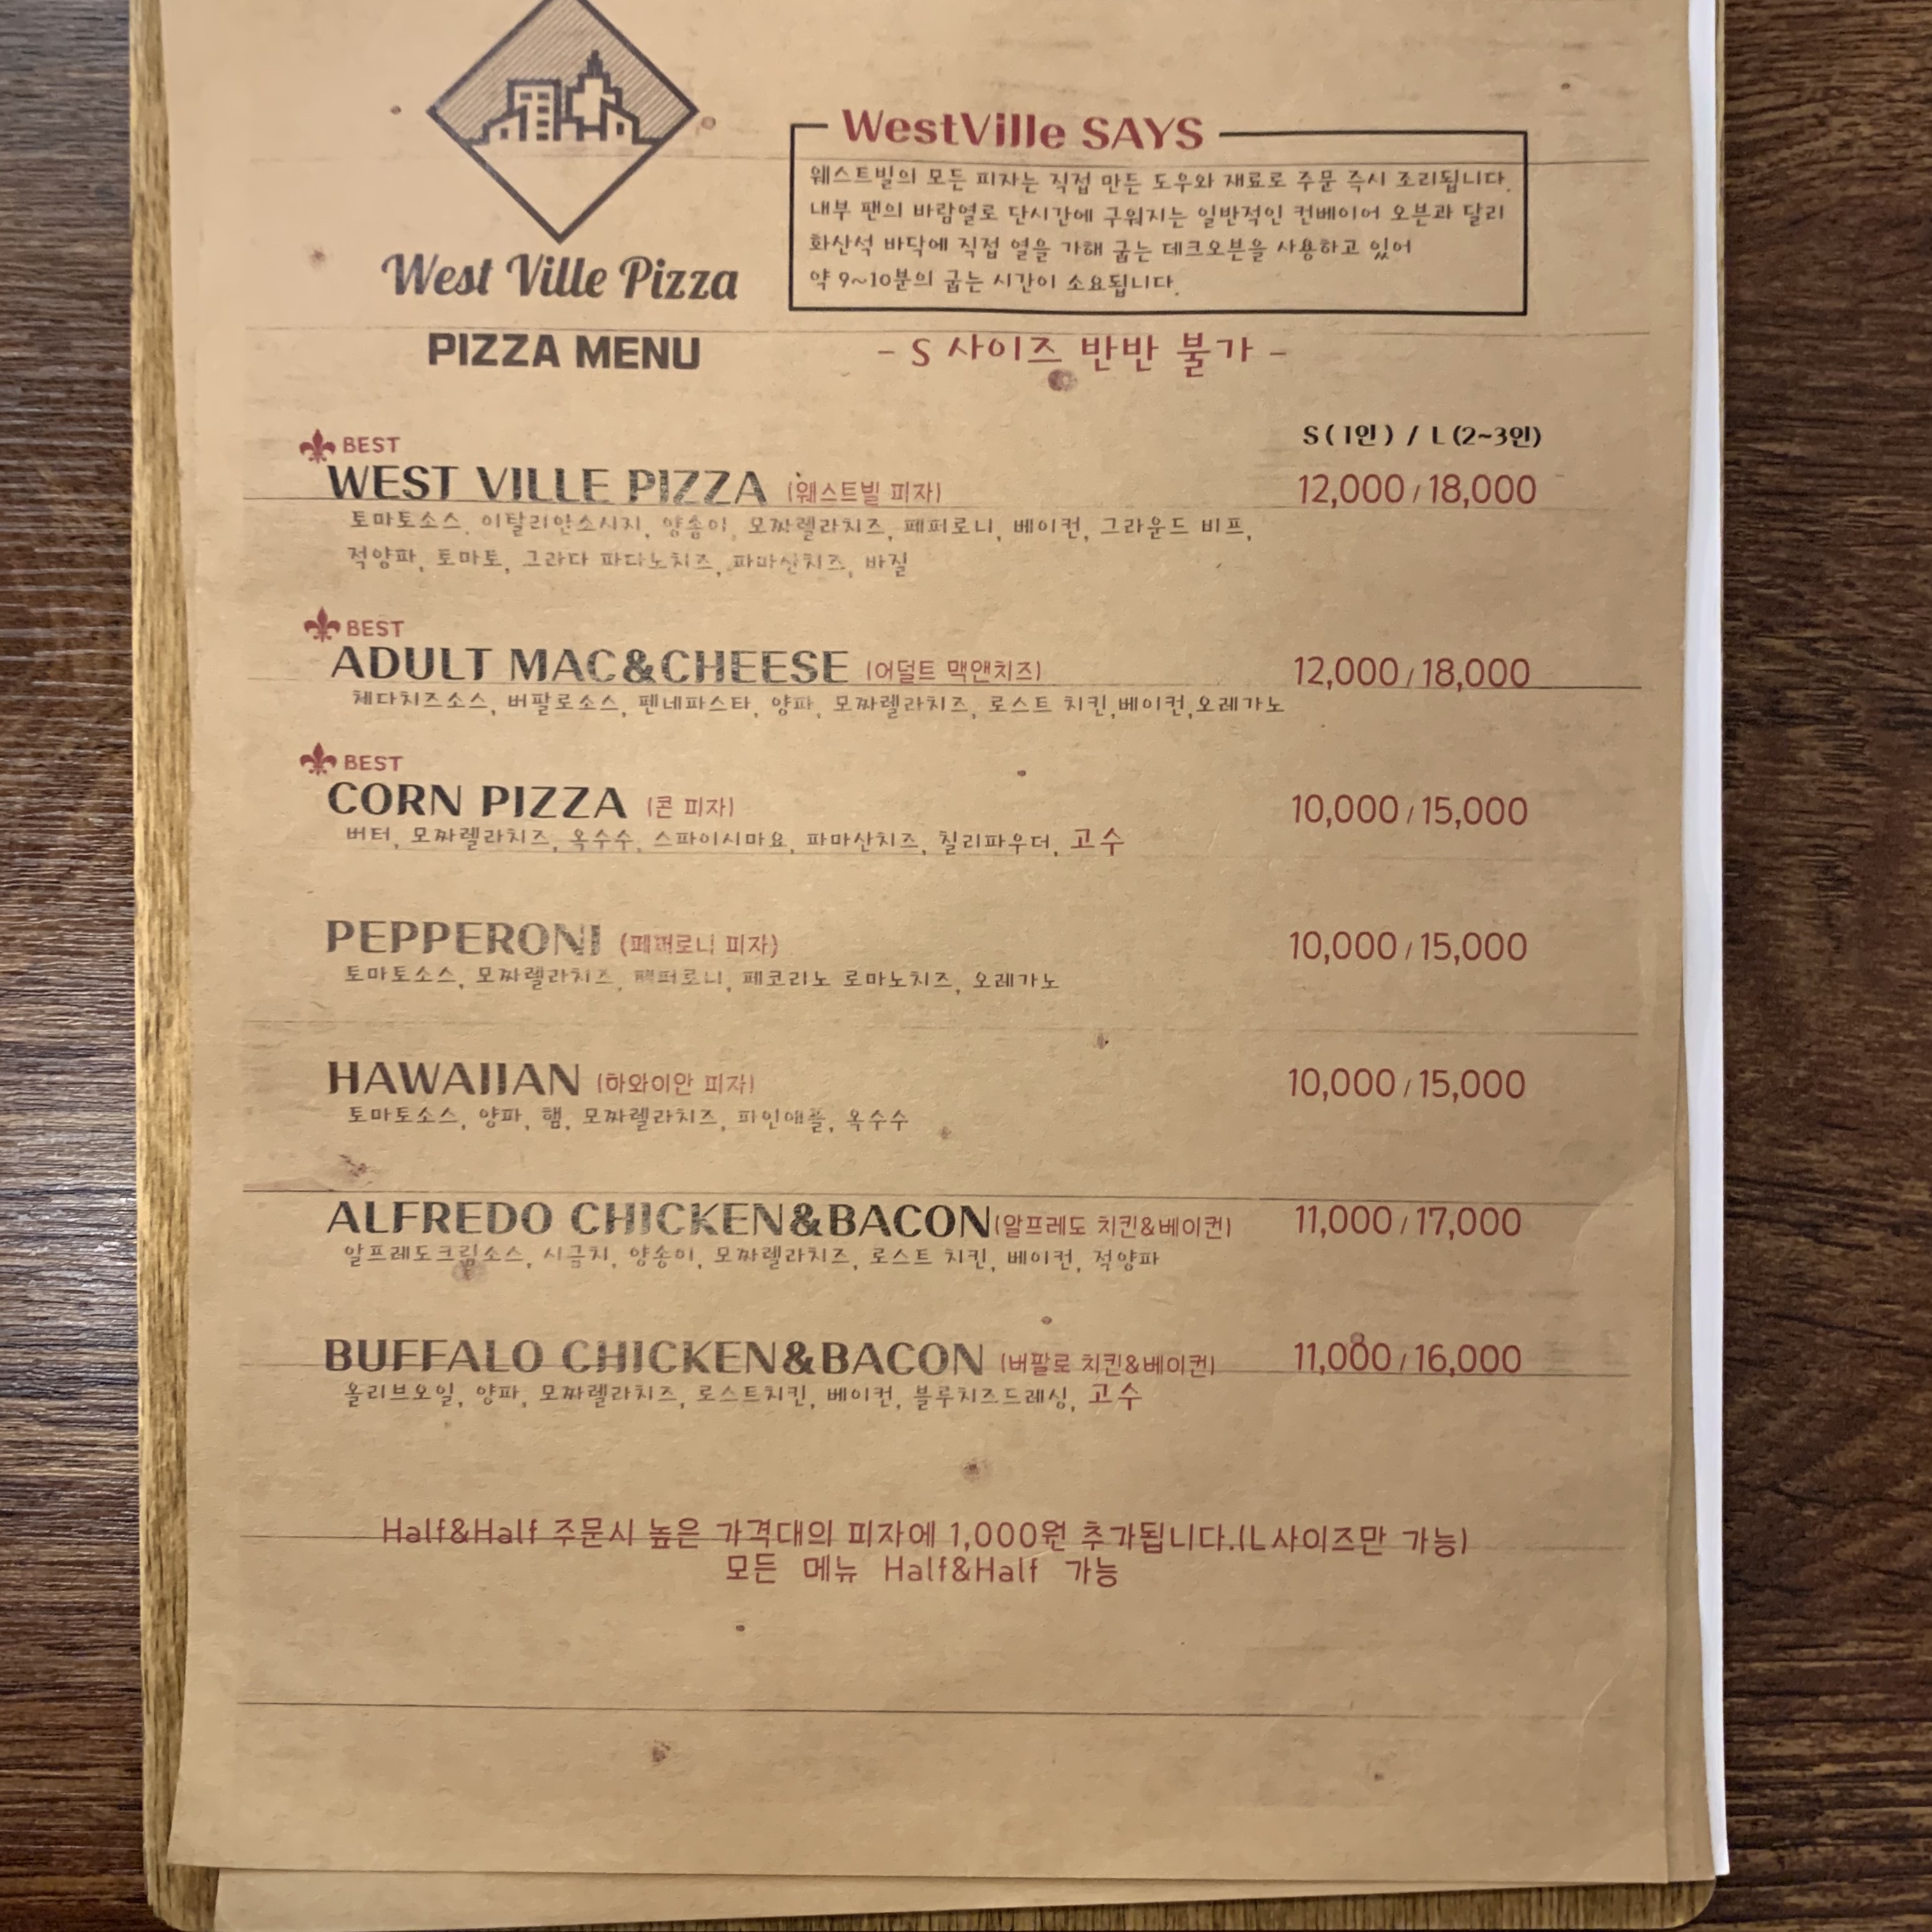 West Ville Pizza
PIZZA MENU
WestVille SAYS
웨스트빌의 모든 피자는 직접 만든 도우와 재료로 주문 즉시 조리됩니다.
내부 팬의 바람열로 단시간에 구워지는 일반적인 컨베이어 오븐과 달리
화산석 바닥에 직접 열을 가해 굽는 데크오븐을 사용하고 있어
약 9~10분의 굽는 시간이 소요됩니다.
- S 사이즈 반반 불가 -
S ( 1인 ) / L (2~3인)
BEST
WEST VILLE PIZZA (웨스트빌 피자) 12,000 / 18,000
토마토소스, 이탈리안소시지, 양송이, 모짜렐라치즈, 페퍼로니, 베이컨, 그라운드 비프,
적양파, 토마토, 그라다 파다노치즈, 파마산치즈, 바질
BEST
ADULT MAC&CHEESE (어덜트 맥앤치즈) 12,000 / 18,000
체다치즈소스, 버팔로소스, 펜네파스타, 양파, 모짜렐라치즈, 로스트 치킨,베이컨,오레가노
BEST
CORN PIZZA (콘 피자) 10,000 / 15,000
버터, 모짜렐라치즈, 옥수수, 스파이시마요, 파마산치즈, 칠리파우더, 고수
PEPPERONI (페퍼로니 피자) 10,000 / 15,000
토마토소스, 모짜렐라치즈, 페퍼로니, 페코리노 로마노치즈, 오레가노
HAWAIIAN (하와이안 피자) 10,000 / 15,000
토마토소스, 양파, 햄, 모짜렐라치즈, 파인애플, 옥수수
ALFREDO CHICKEN&BACON(알프레도 치킨&베이컨) 11,000 / 17,000
알프레도크림소스, 시금치, 양송이, 모짜렐라치즈, 로스트 치킨, 베이컨, 적양파
BUFFALO CHICKEN&BACON (버팔로 치킨&베이컨) 11,000 / 16,000
올리브오일, 양파, 모짜렐라치즈, 로스트치킨, 베이컨, 블루치즈드레싱, 고수
Half&Half 주문시 높은 가격대의 피자에 1,000원 추가됩니다.(L사이즈만 가능)
모든 메뉴 Half&Half 가능